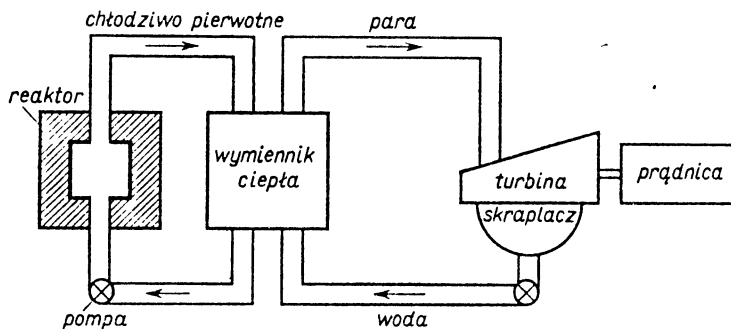 chłodziwo pierwotne
para
reaktor
wymiennik
ciepła
turbina
prądnica
skraplacz
pompa
woda